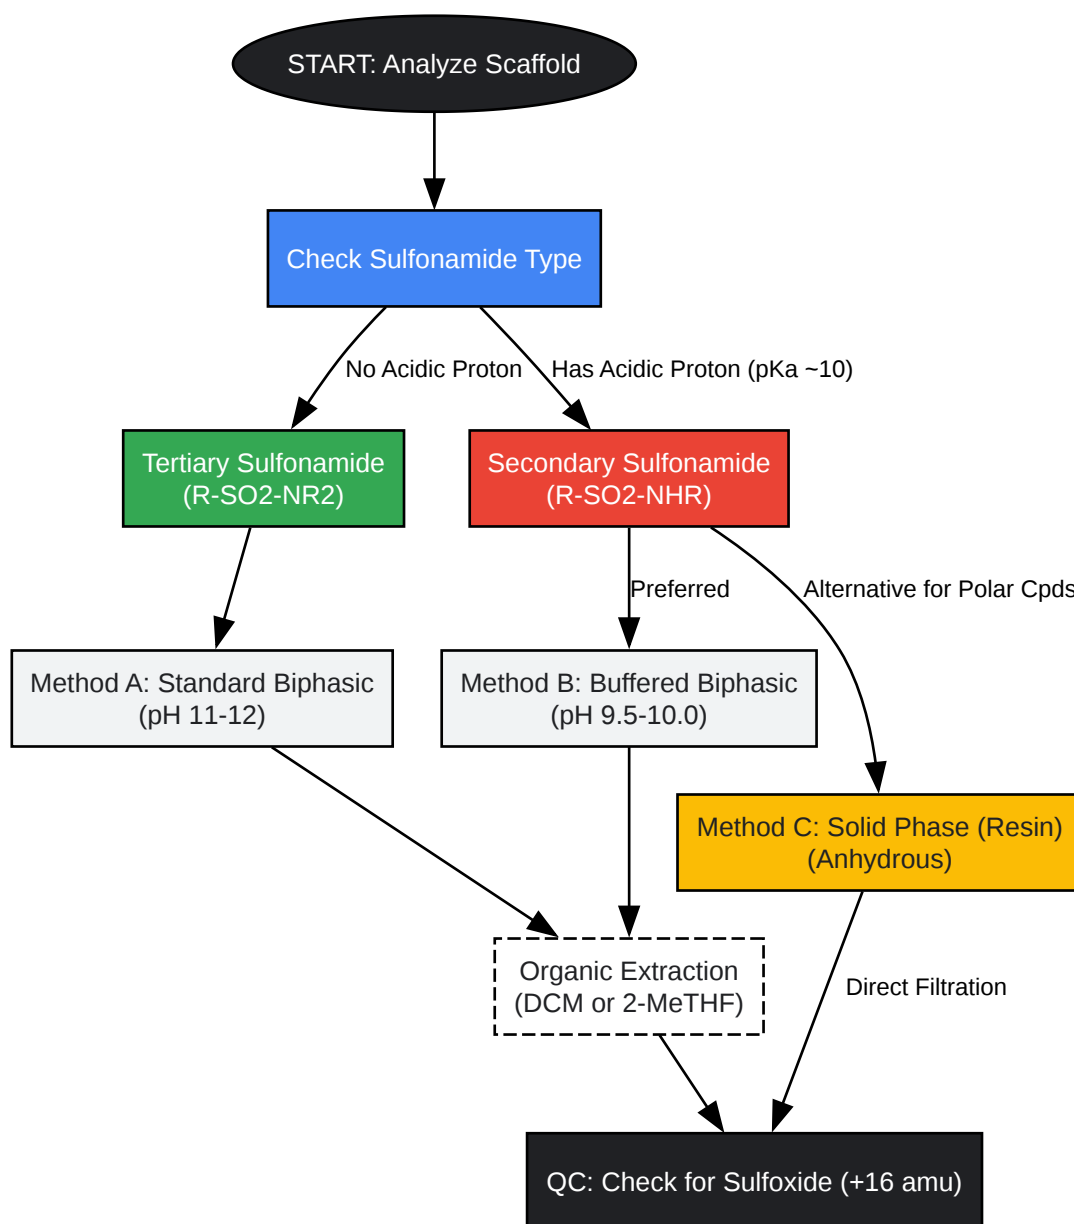 START: Analyze Scaffold
Check Sulfonamide Type
No Acidic Proton
Has Acidic Proton (pKa ~10)
Tertiary Sulfonamide
(R-SO2-NR2)
Secondary Sulfonamide
(R-SO2-NHR)
Preferred
Alternative for Polar Cpds
Method A: Standard Biphasic
(pH 11-12)
Method B: Buffered Biphasic
(pH 9.5-10.0)
Method C: Solid Phase (Resin)
(Anhydrous)
Organic Extraction
(DCM or 2-MeTHF)
Direct Filtration
QC: Check for Sulfoxide (+16 amu)